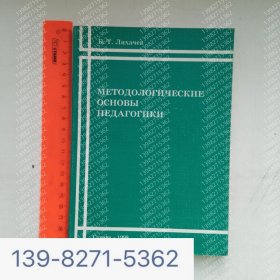 Б. Т. Лихачев
МЕТОДОЛОГИЧЕСКИЕ
ОСНОВЫ
ПЕДАГОГИКИ
139-8271-5362